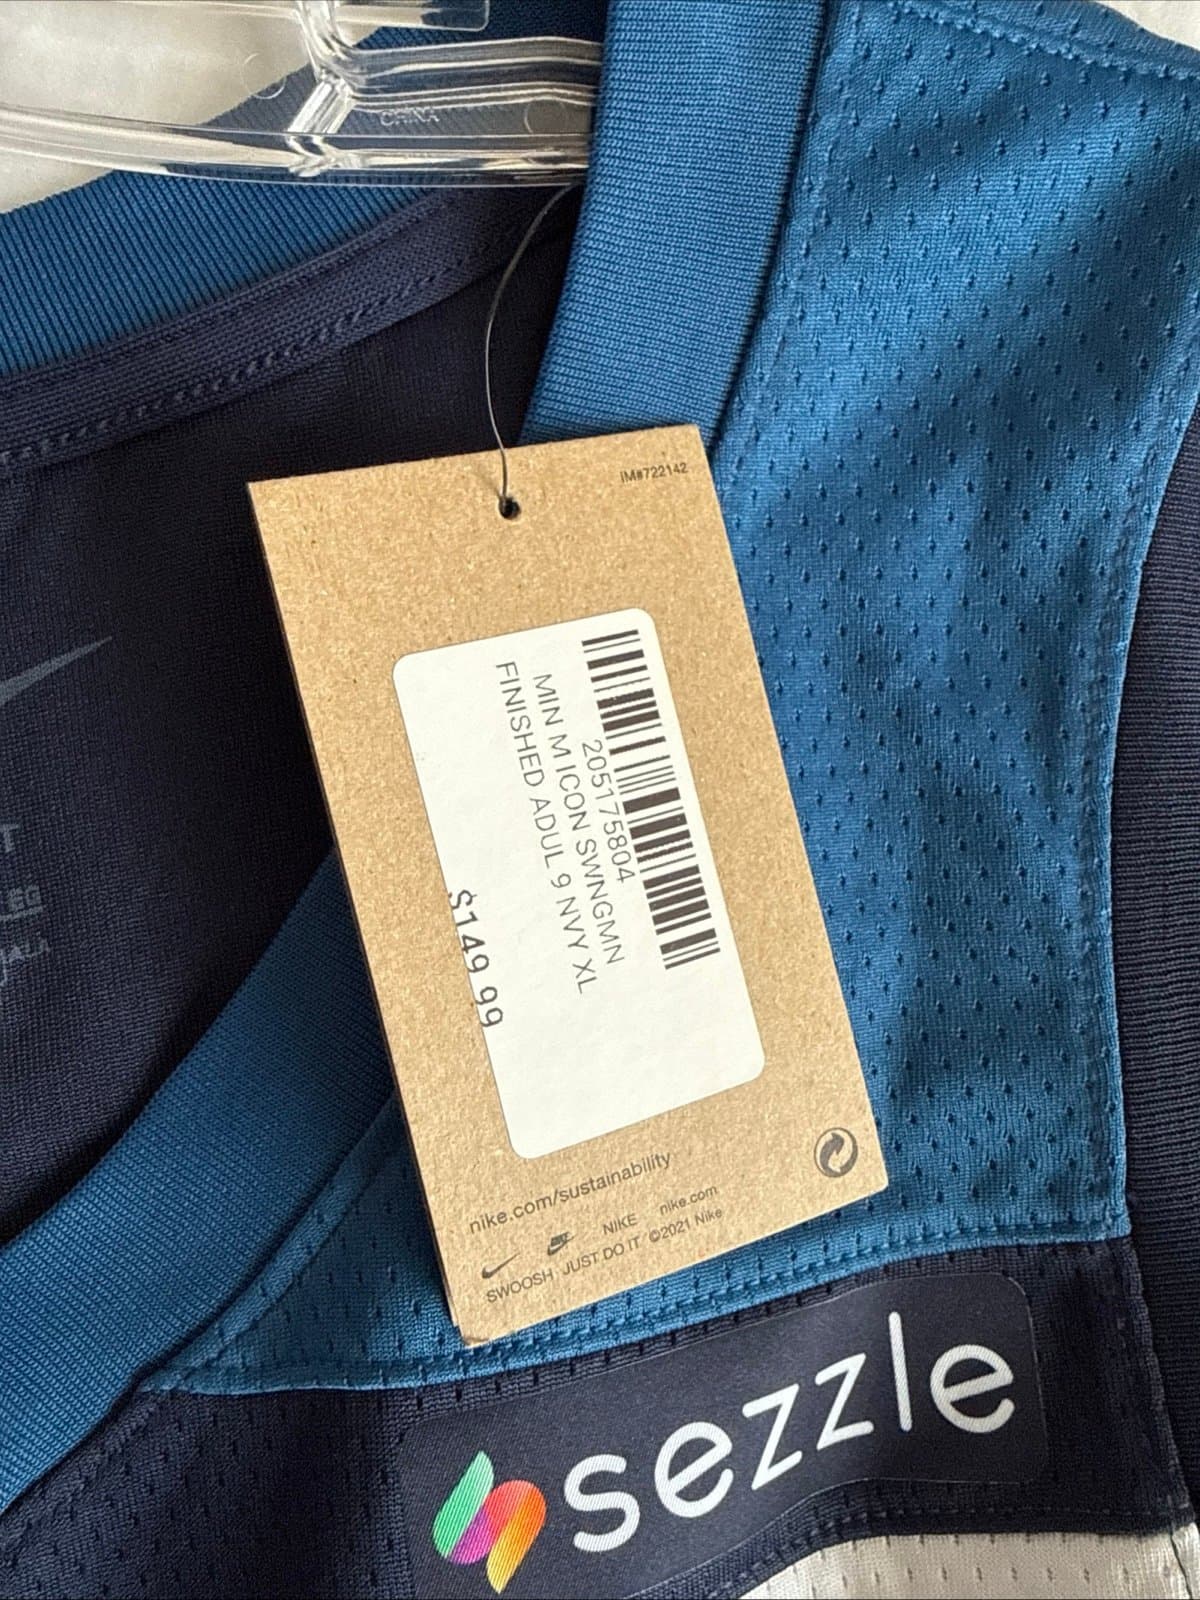 CHINA
IM#722142
205175804
MIN M ICON SWNGMN
FINISHED ADUL 9 NVY XL
$149.99
nike.com/sustainability
NIKE nike.com
SWOOSH JUST DO IT ©2021 Nike
sezzle